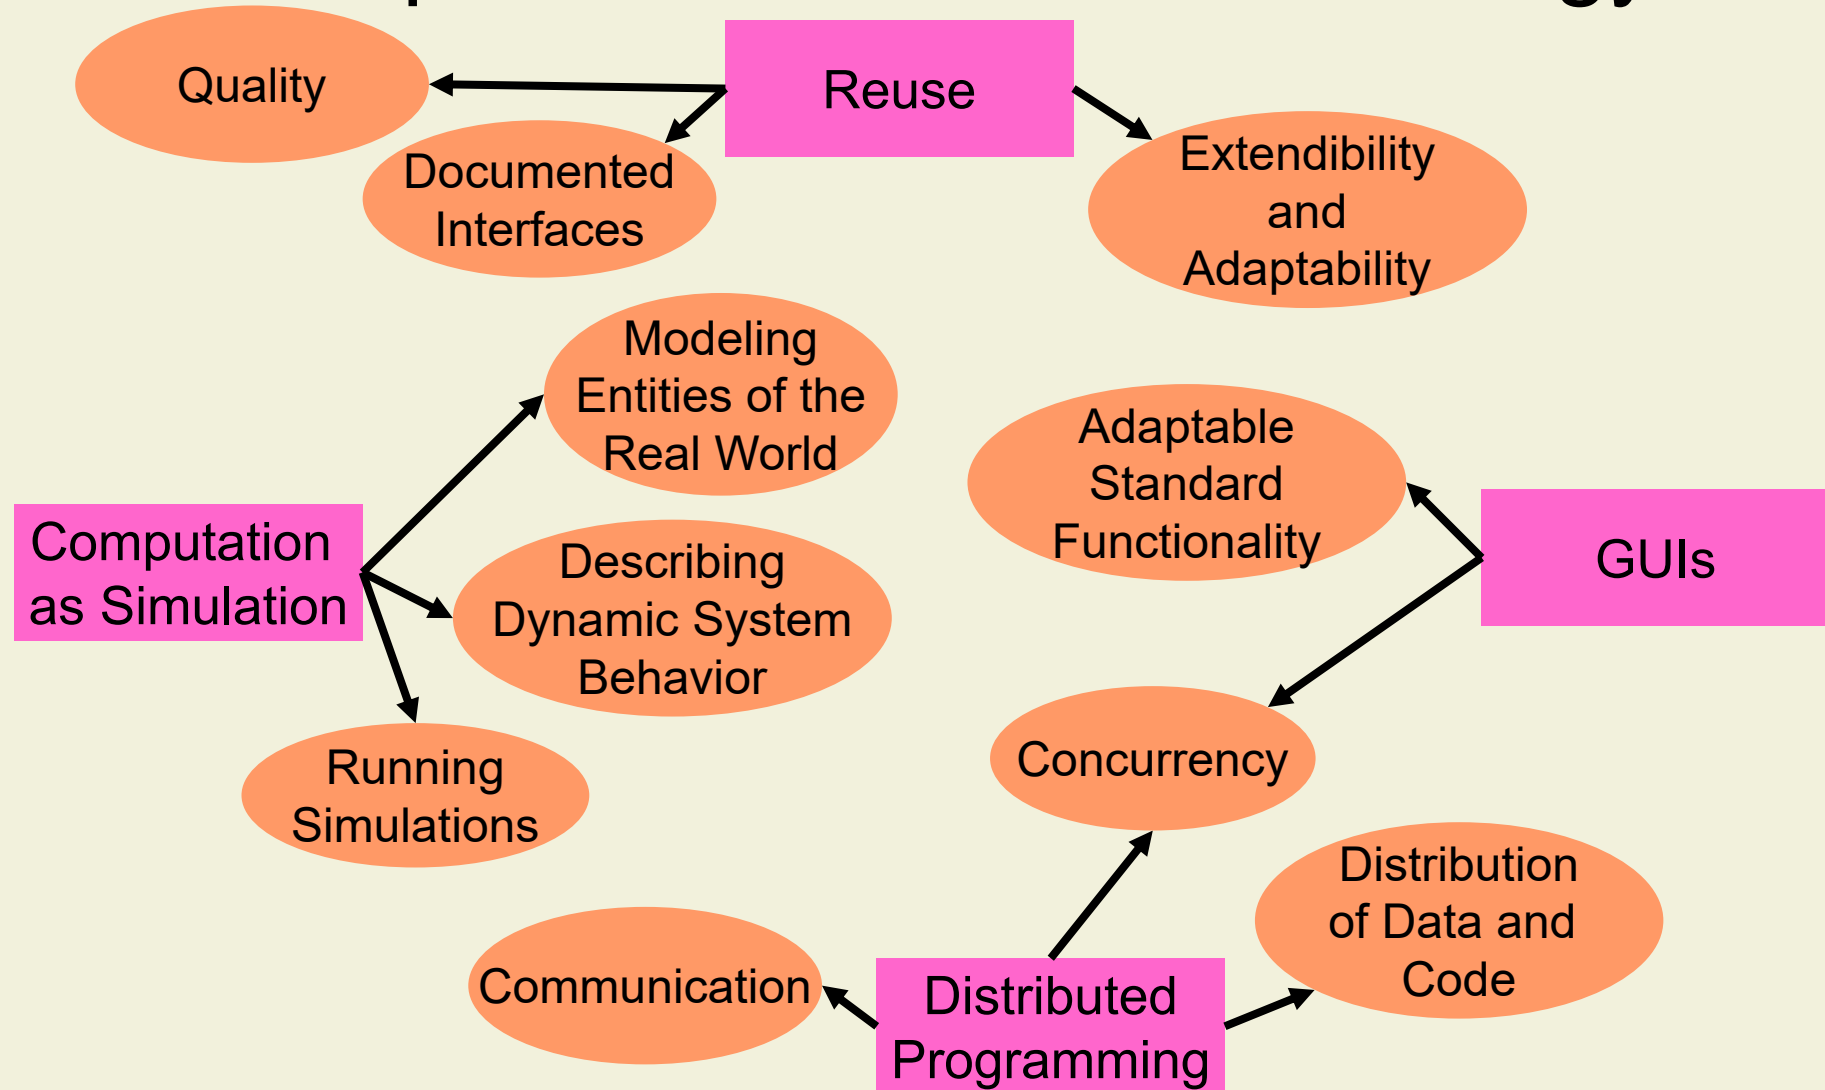 Quality
Reuse
Documented
Interfaces
Extendibility
and
Adaptability
Modeling
Entities of the
Real World
Adaptable
Standard
Functionality
Computation
as Simulation
Describing
Dynamic System
Behavior
GUIs
Running
Simulations
Concurrency
Distribution
of Data and
Code
Communication
Distributed
Programming